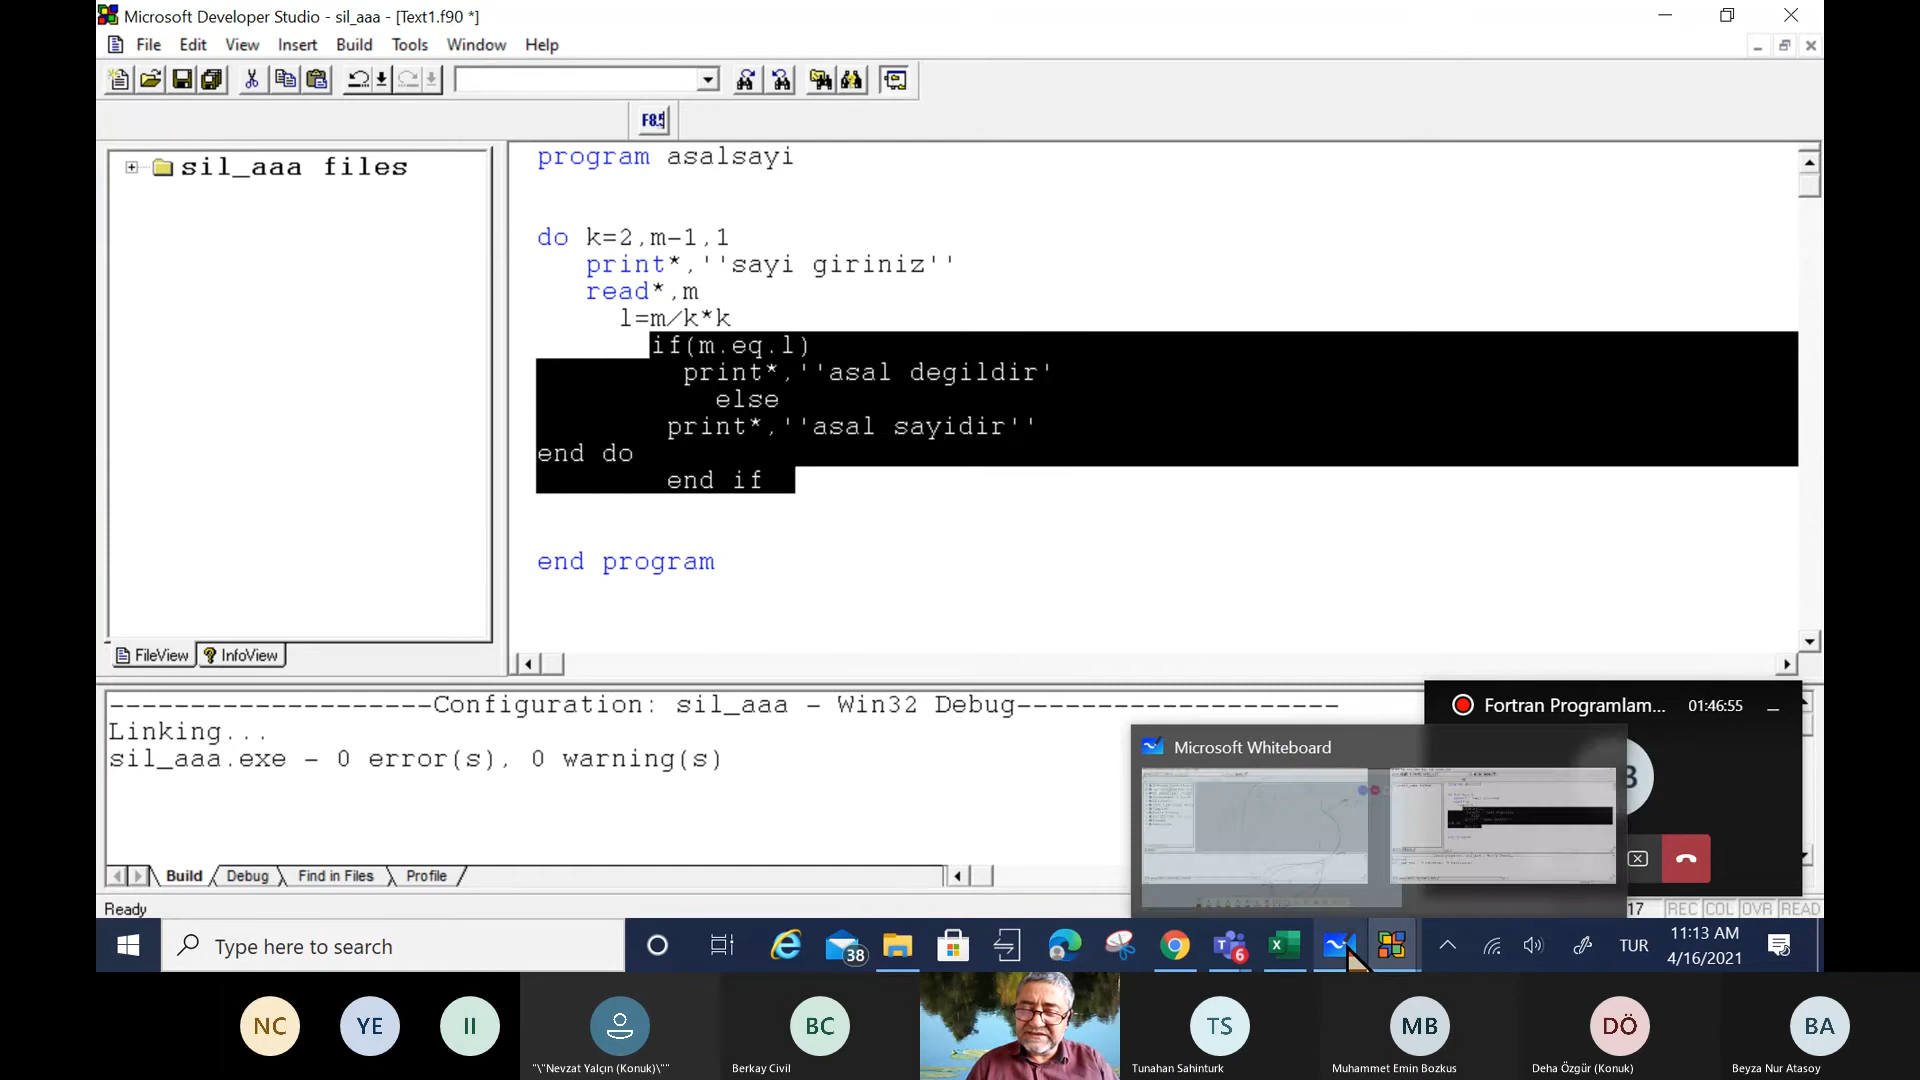 Microsoft Developer Studio - sil_aaa - [Text1.f90 *]
File Edit View Insert Build Tools Window Help
F8.5
sil_aaa files
program asalsayi
do k=2,m-1,1
print*,''sayi giriniz''
read*,m
l=m/k*k
if(m.eq.l)
print*,''asal degildir'
else
print*,''asal sayidir''
end do
end if
end program
FileView InfoView
--------------------Configuration: sil_aaa - Win32 Debug--------------------
Linking...
sil_aaa.exe - 0 error(s), 0 warning(s)
Fortran Programlam... 01:46:55
Microsoft Whiteboard
B
Build Debug Find in Files Profile
Ready
17 REC COL OVR READ
Type here to search
38
6
TUR
11:13 AM
4/16/2021
NC YE II BC TS MB DÖ BA
"\"Nevzat Yalçın (Konuk)\"" Berkay Civil Tunahan Sahinturk Muhammet Emin Bozkus Deha Özgür (Konuk) Beyza Nur Atasoy